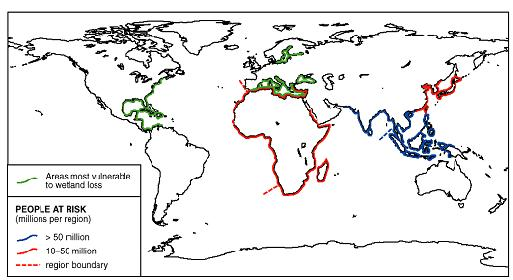 Areas most vulnerable
to wetland loss
PEOPLE AT RISK
(millions per region)
> 50 million
10–50 million
region boundary